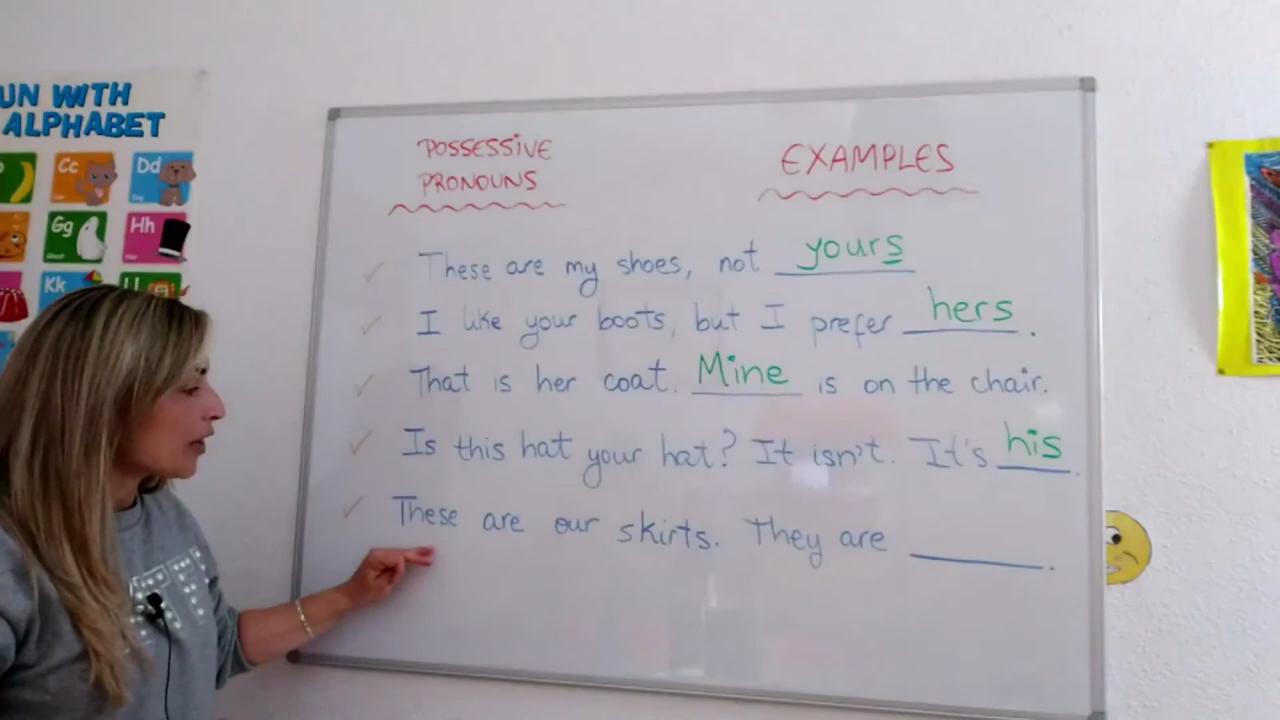 UN WITH
ALPHABET
Cc
Dd
Gg
Hh
Kk
POSSESSIVE
PRONOUNS
EXAMPLES
These are my shoes, not yours
I like your boots, but I prefer hers.
That is her coat. Mine is on the chair.
Is this hat your hat? It isn't. It's his.
These are our skirts. They are ______.